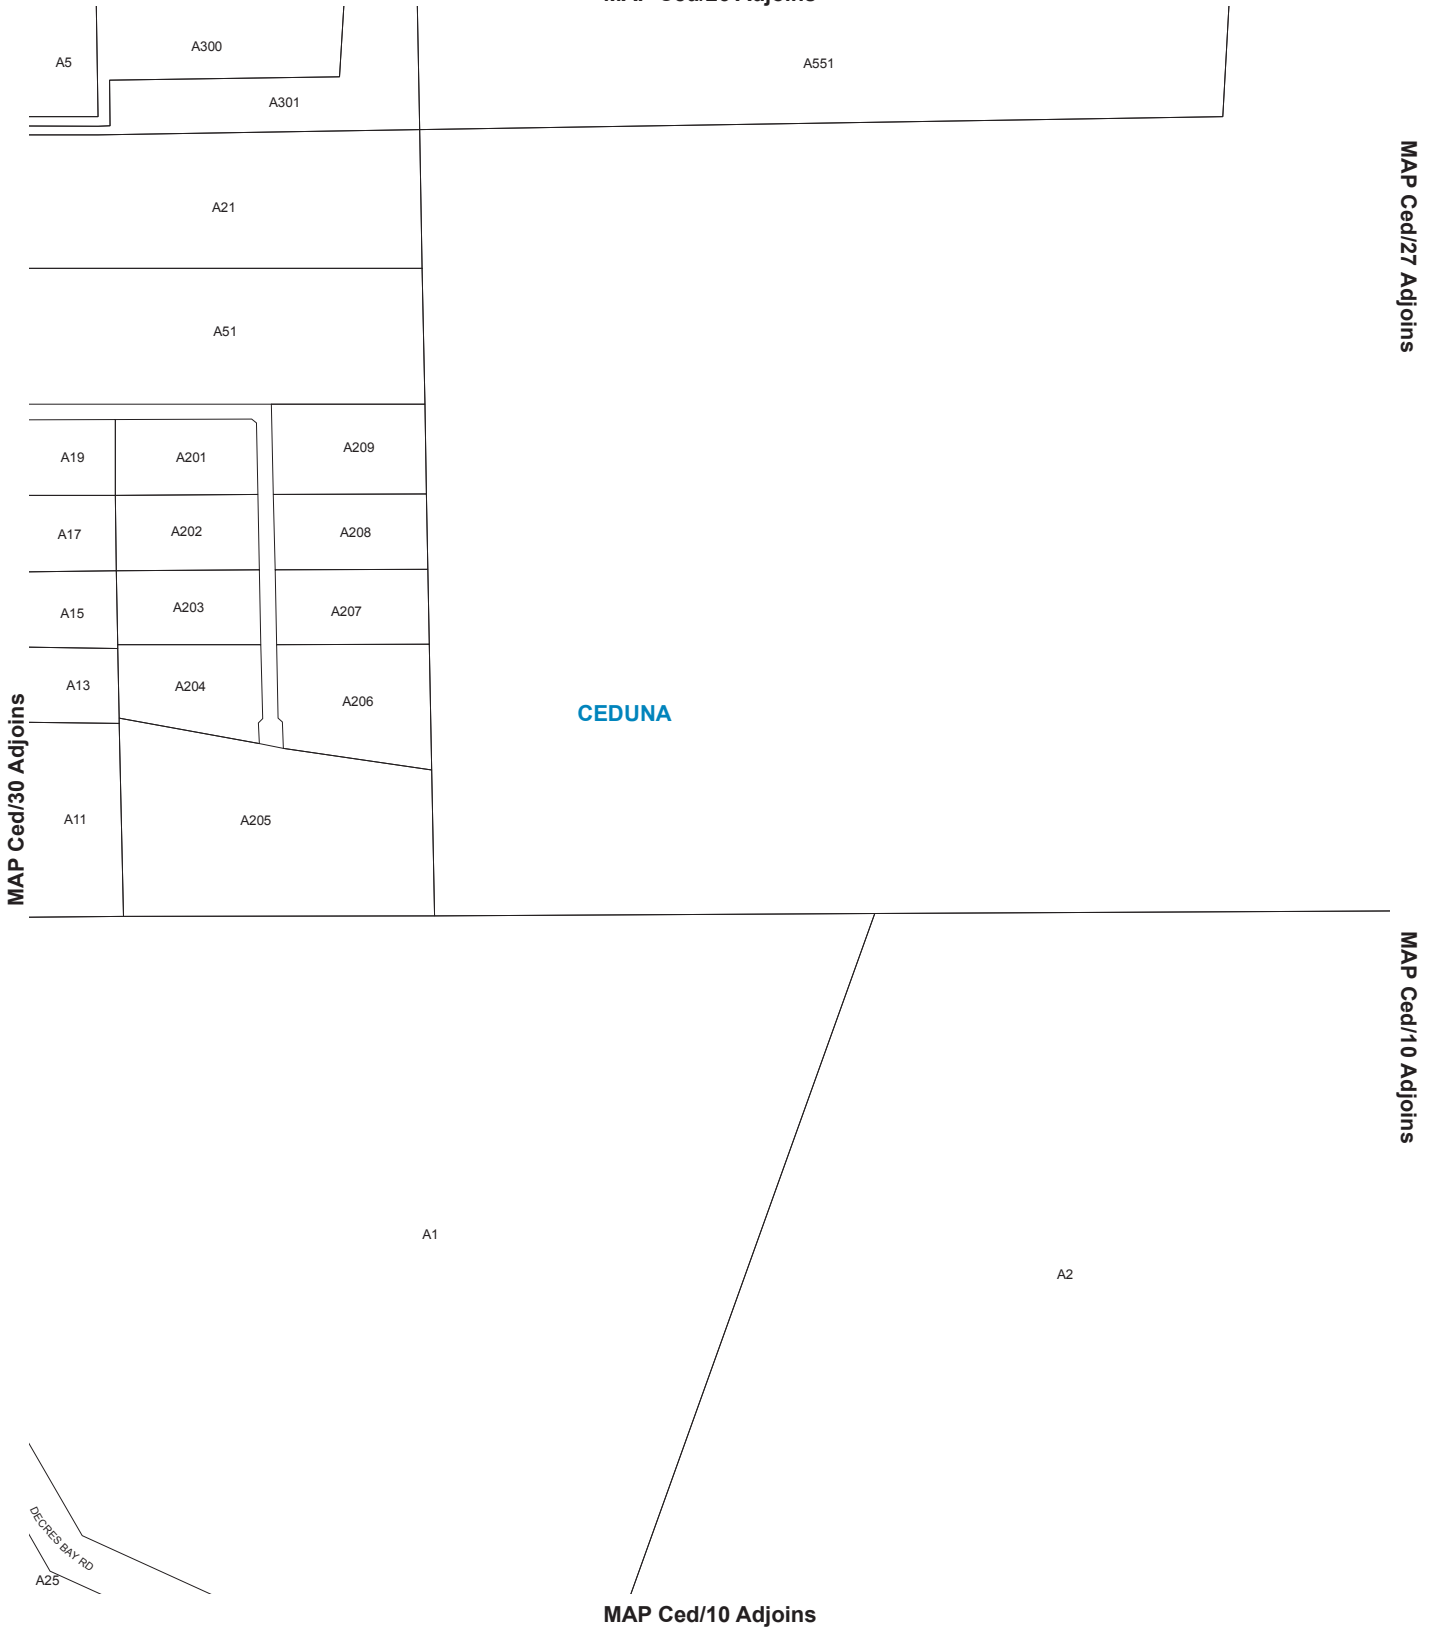 A5
A300
A551
A301
MAP Ced/27 Adjoins
A21
A51
A19
A201
A209
A17
A202
A208
A15
A203
A207
A13
A204
A206
CEDUNA
MAP Ced/30 Adjoins
A11
A205
MAP Ced/10 Adjoins
A1
A2
DECRES BAY RD
A25
MAP Ced/10 Adjoins